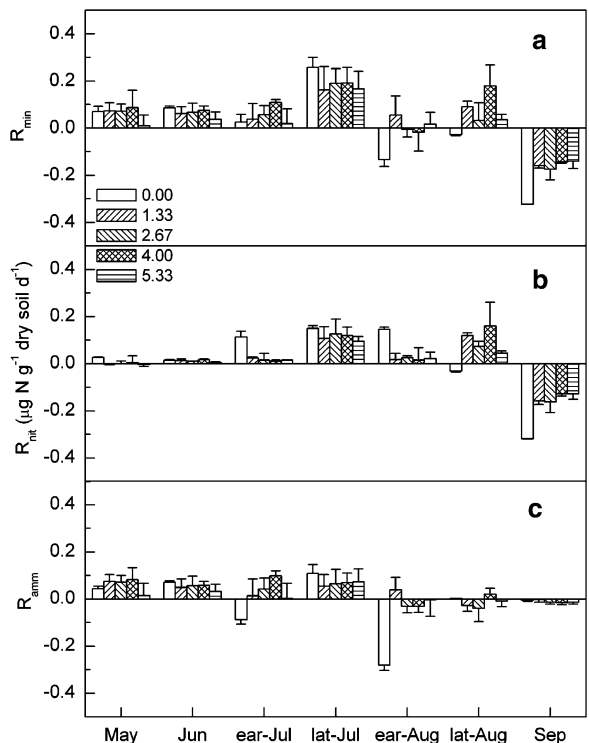 a
0.4
0.2
0.0
-0.2
-0.4
R_min
0.00
1.33
2.67
4.00
5.33
b
0.4
0.2
0.0
-0.2
-0.4
R_nit (μg N g⁻¹ dry soil d⁻¹)
c
0.4
0.2
0.0
-0.2
-0.4
R_amm
May Jun ear-Jul lat-Jul ear-Aug lat-Aug Sep